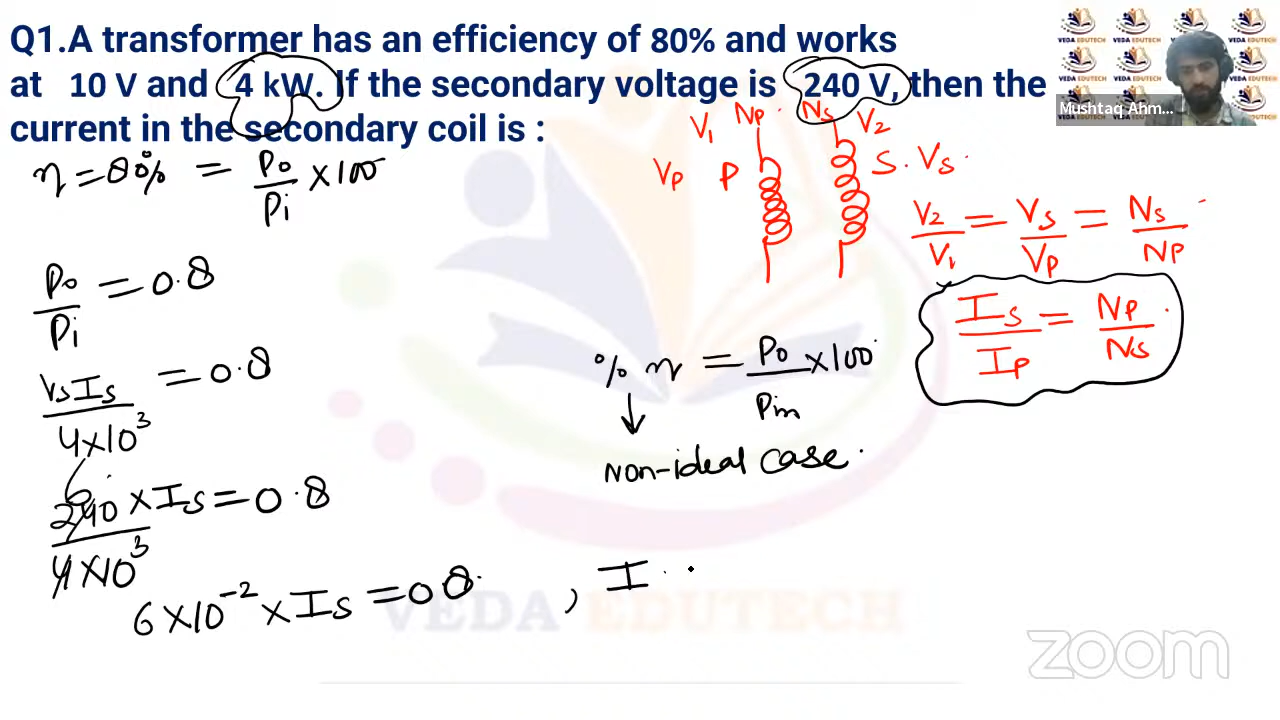 Q1.A transformer has an efficiency of 80% and works
at 10 V and 4 kW. If the secondary voltage is 240 V, then the
current in the secondary coil is :
VEDA EDUTECH
Mushtaq Ahm...
η = 80% = Po/Pi × 100
Po/Pi = 0.8
VsIs/4×10³ = 0.8
240 × Is/4×10³ = 0.8
6
6 × 10⁻² × Is = 0.8 , I
V1 Np Ns V2
Vp P S. Vs
V2/V1 = Vs/Vp = Ns/Np
Is/Ip = Np/Ns
% η = Po/Pin × 100
non-ideal case.
VEDA EDUTECH
zoom